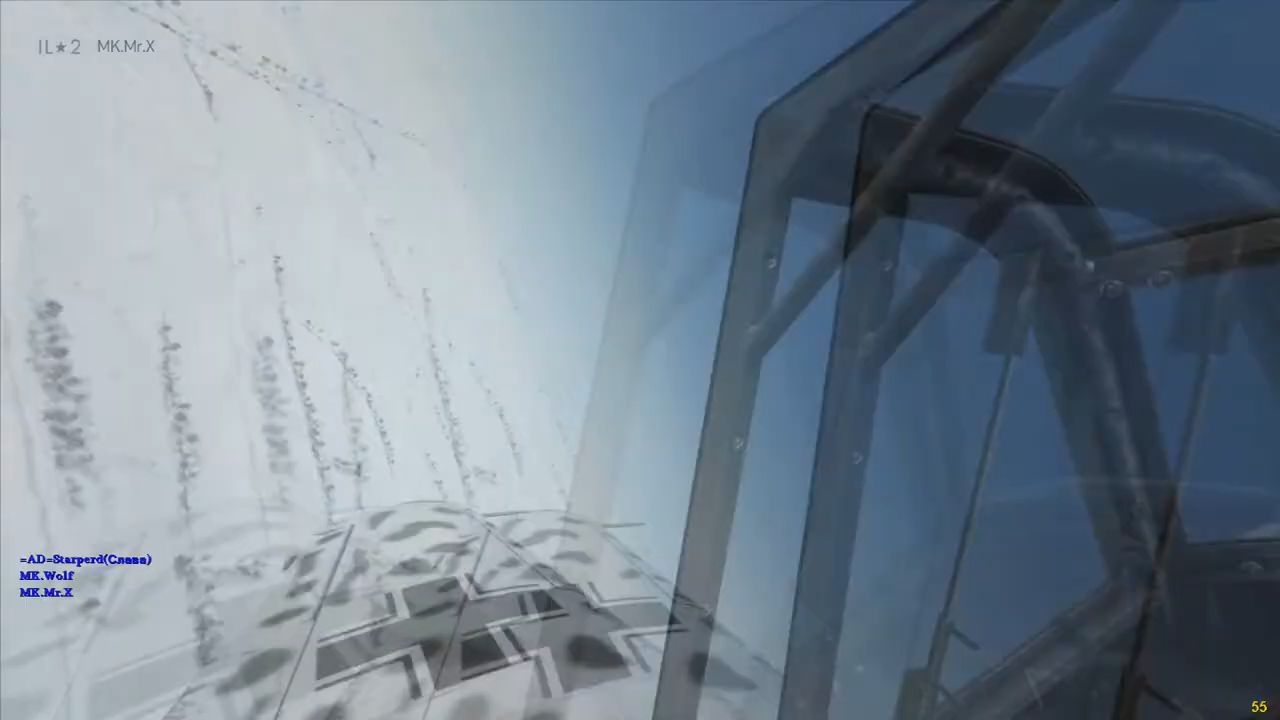 IL★2 MK.Mr.X
=AD=Starperd(Слава)
MK.Wolf
MK.Mr.X
55